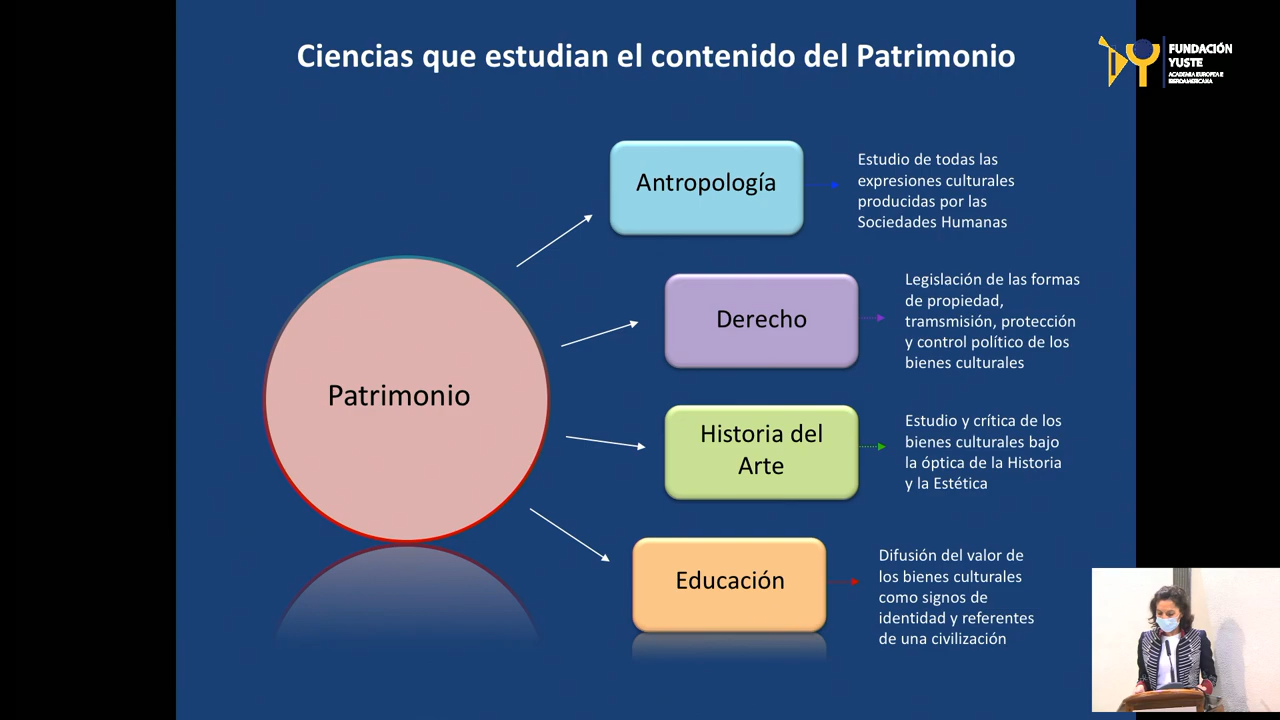 Ciencias que estudian el contenido del Patrimonio
FUNDACIÓN
YUSTE
ACADEMIA EUROPEA E
IBEROAMERICANA
Patrimonio
Antropología
Estudio de todas las
expresiones culturales
producidas por las
Sociedades Humanas
Derecho
Legislación de las formas
de propiedad,
tramsmisión, protección
y control político de los
bienes culturales
Historia del
Arte
Estudio y crítica de los
bienes culturales bajo
la óptica de la Historia
y la Estética
Educación
Difusión del valor de
los bienes culturales
como signos de
identidad y referentes
de una civilización